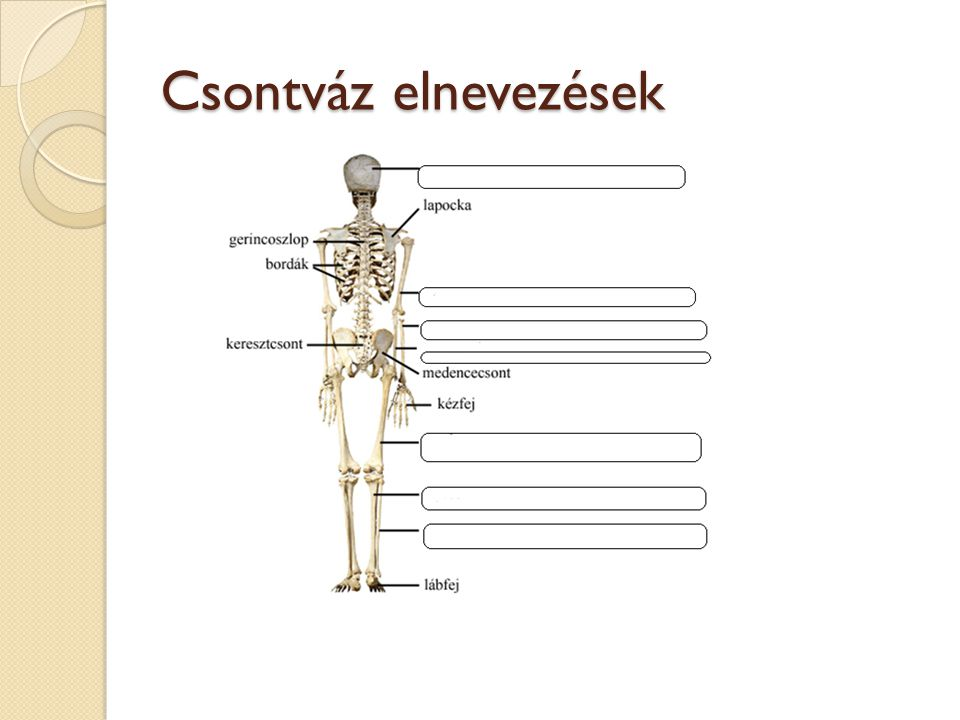 Csontváz elnevezések
lapocka
gerincoszlop
bordák
keresztcsont
medencecsont
kézfej
lábfej